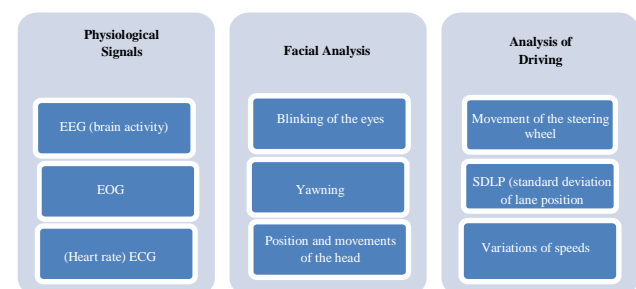 Physiological
Signals
EEG (brain activity)
EOG
(Heart rate) ECG
Facial Analysis
Blinking of the eyes
Yawning
Position and movements
of the head
Analysis of
Driving
Movement of the steering
wheel
SDLP (standard deviation
of lane position
Variations of speeds